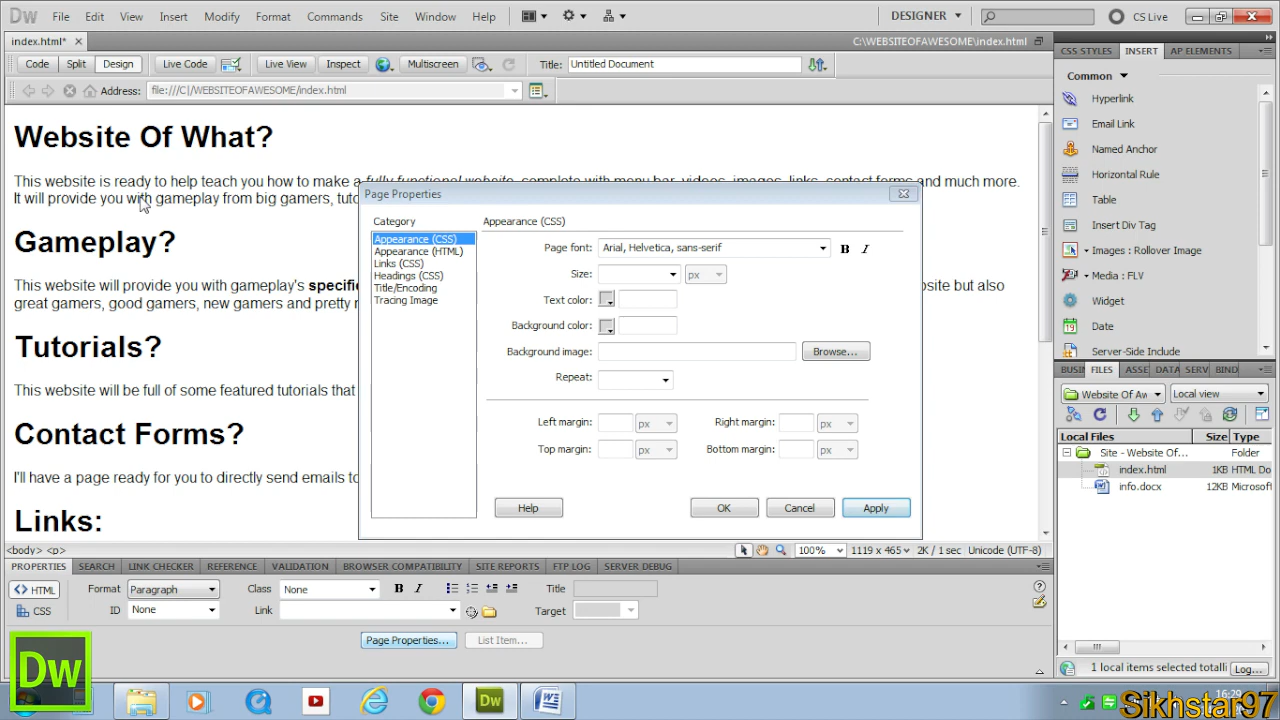 Dw File Edit View Insert Modify Format Commands Site Window Help DESIGNER CS Live
index.html* C:\WEBSITEOFAWESOME\index.html
Code Split Design Live Code Live View Inspect Multiscreen Title: Untitled Document
Address: file:///C|/WEBSITEOFAWESOME/index.html
Website Of What?
This website is ready to help teach you how to make a fully functional website, complete with menu bar, videos, images, links, contact forms and much more.
It will provide you with gameplay from big gamers, tuto
Gameplay?
This website will provide you with gameplay's specifi site but also
great gamers, good gamers, new gamers and pretty
Tutorials?
This website will be full of some featured tutorials that
Contact Forms?
I'll have a page ready for you to directly send emails to
Links:
Page Properties
Category
Appearance (CSS)
Appearance (HTML)
Links (CSS)
Headings (CSS)
Title/Encoding
Tracing Image
Appearance (CSS)
Page font: Arial, Helvetica, sans-serif B I
Size: px
Text color:
Background color:
Background image: Browse...
Repeat:
Left margin: px Right margin: px
Top margin: px Bottom margin: px
Help OK Cancel Apply
CSS STYLES INSERT AP ELEMENTS
Common
Hyperlink
Email Link
Named Anchor
Horizontal Rule
Table
Insert Div Tag
Images : Rollover Image
Media : FLV
Widget
Date
Server-Side Include
BUSI FILES ASSE DATA SERV BIND
Website Of Aw Local view
Local Files Size Type
Site - Website Of... Folder
index.html 1KB HTML Do
info.docx 12KB Microsof
1 local items selected totalli Log...
<body> <p> 100% 1119 x 465 2K / 1 sec Unicode (UTF-8)
PROPERTIES SEARCH LINK CHECKER REFERENCE VALIDATION BROWSER COMPATIBILITY SITE REPORTS FTP LOG SERVER DEBUG
<> HTML Format Paragraph Class None B I Title
CSS ID None Link Target
Page Properties... List Item...
Dw
Dw
W
16:29
Sikhstar97